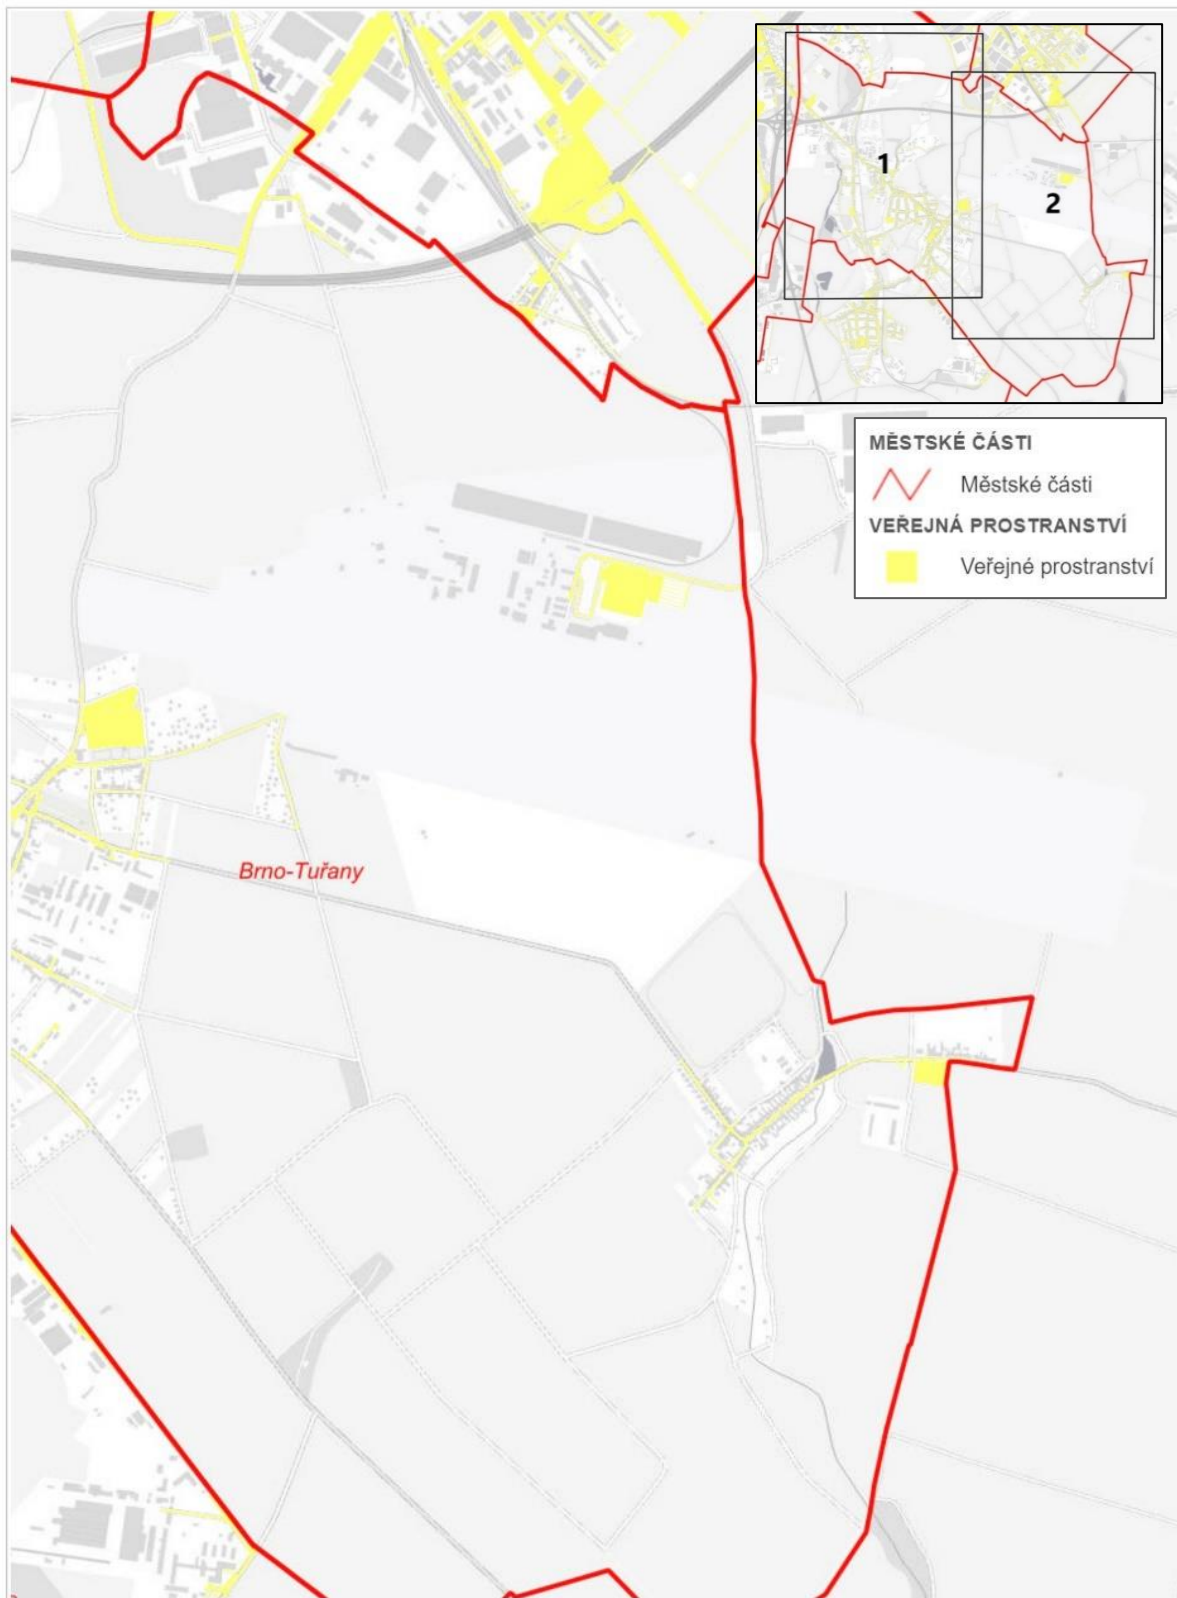 1
2
MĚSTSKÉ ČÁSTI
Městské části
VEŘEJNÁ PROSTRANSTVÍ
Veřejné prostranství
Brno-Tuřany